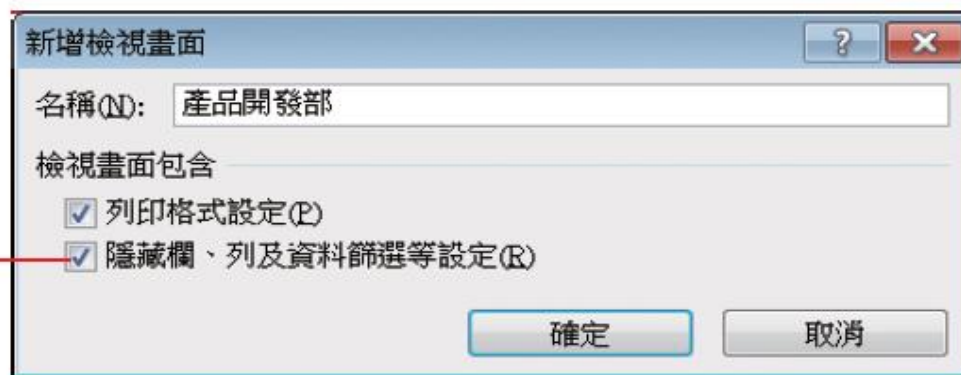 新增檢視畫面
名稱(N): 產品開發部
檢視畫面包含
列印格式設定(P)
隱藏欄、列及資料篩選等設定(R)
確定 取消